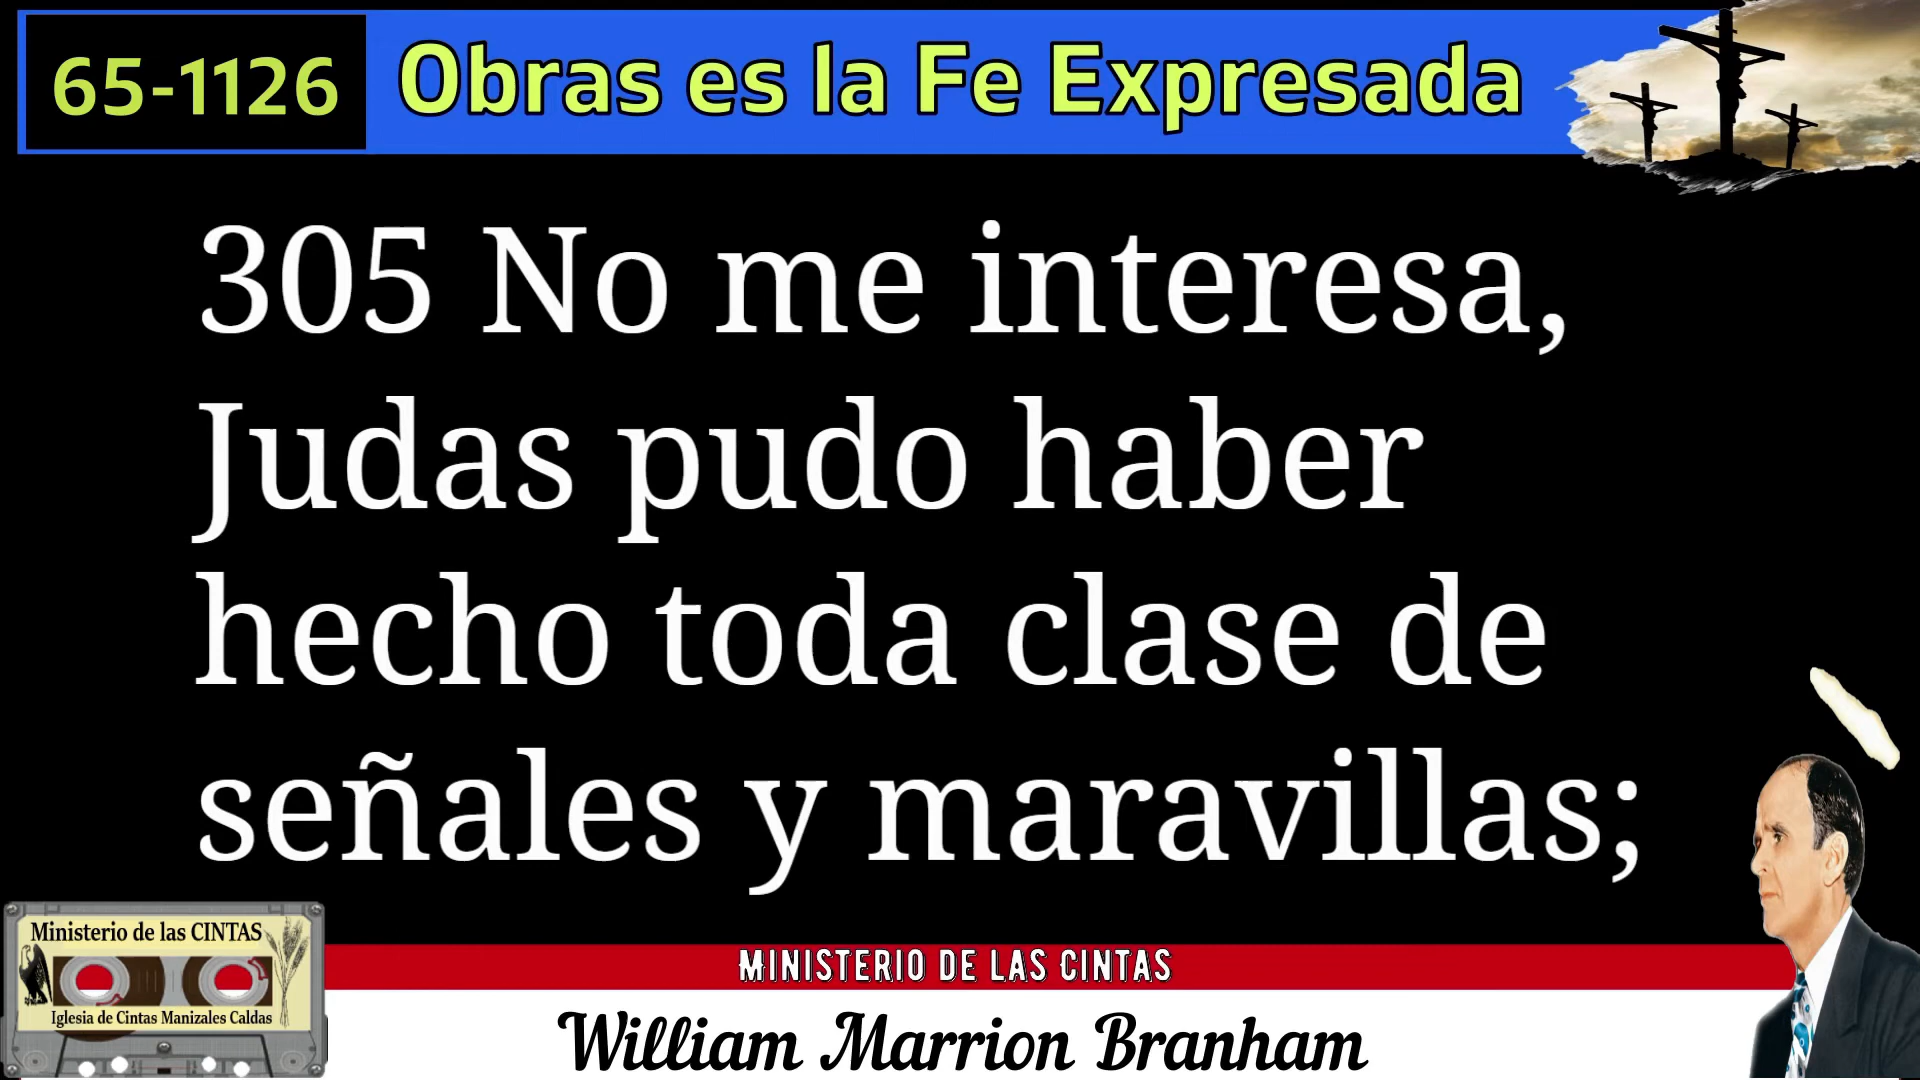 65-1126
Obras es la Fe Expresada
305 No me interesa,
Judas pudo haber
hecho toda clase de
señales y maravillas;
Ministerio de las CINTAS
Iglesia de Cintas Manizales Caldas
MINISTERIO DE LAS CINTAS
William Marrion Branham